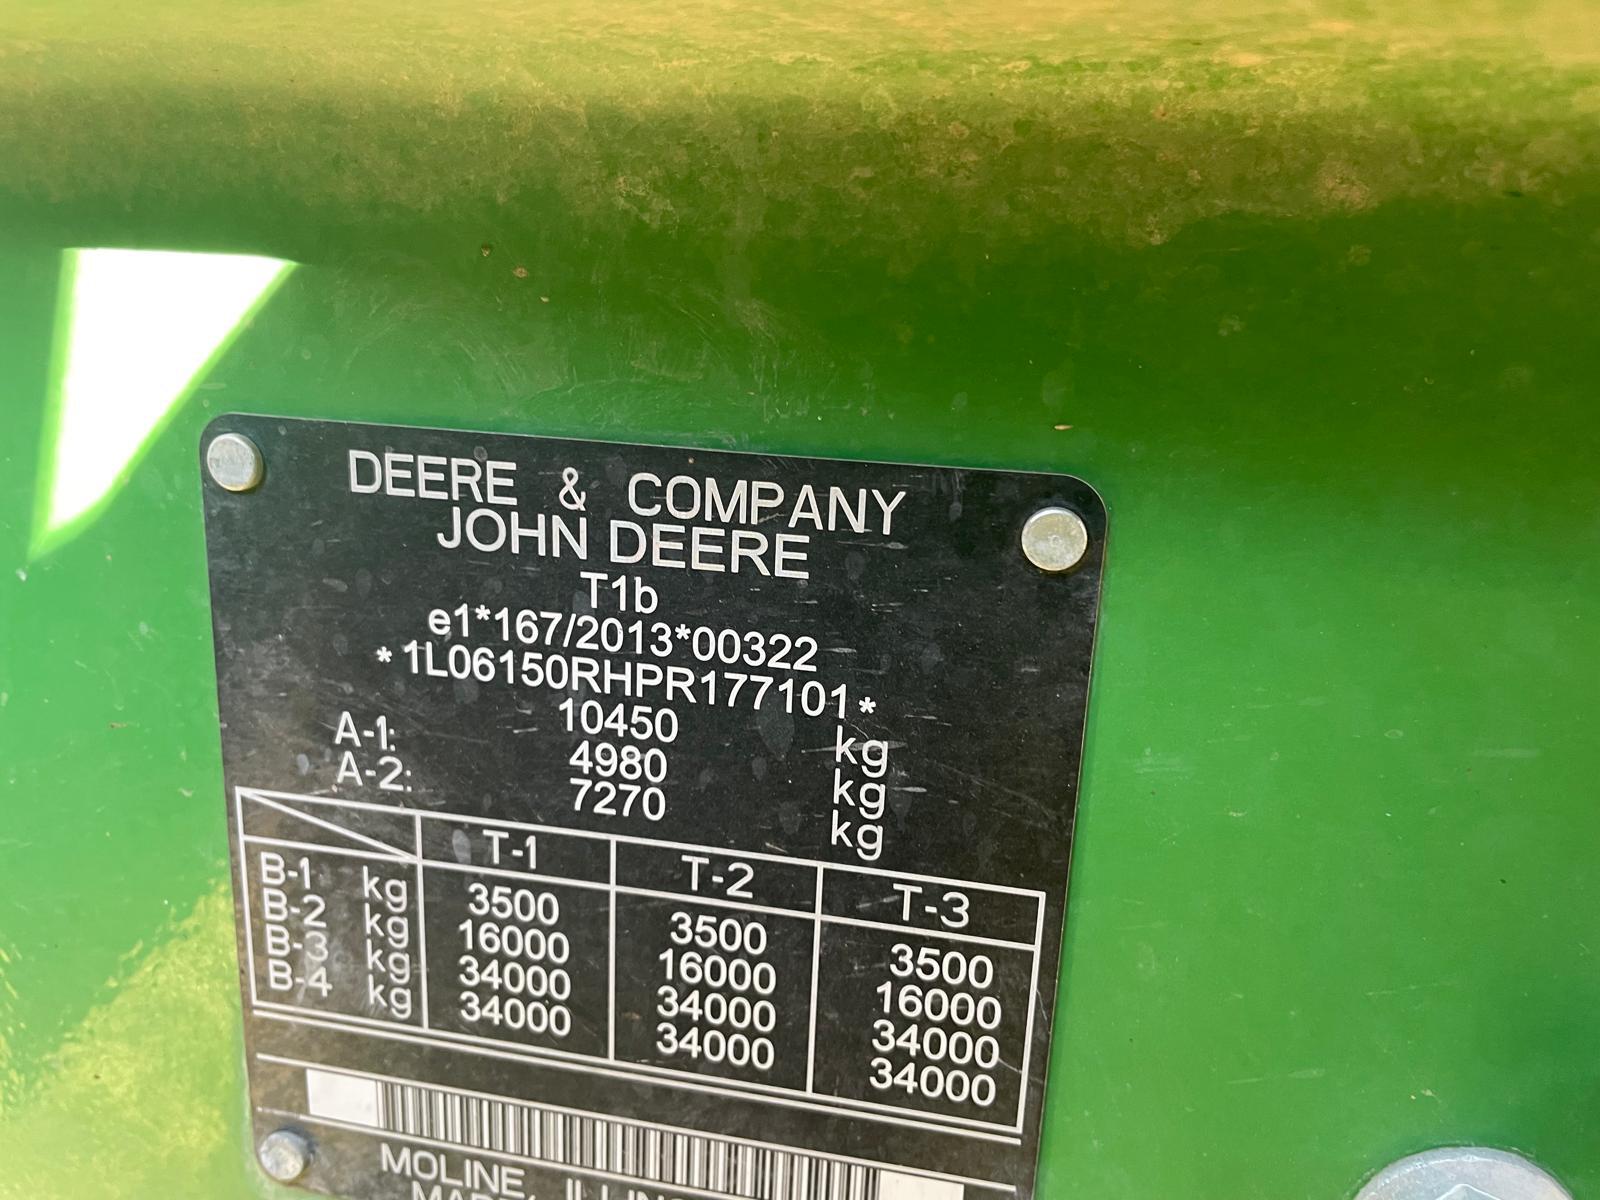 DEERE & COMPANY
JOHN DEERE
T1b
e1*167/2013*00322
*1L06150RHPR177101*
10450 kg
A-1: 4980 kg
A-2: 7270 kg
T-1 T-2 T-3
B-1 kg 3500 3500 3500
B-2 kg 16000 16000 16000
B-3 kg 34000 34000 34000
B-4 kg 34000 34000 34000
MOLINE,